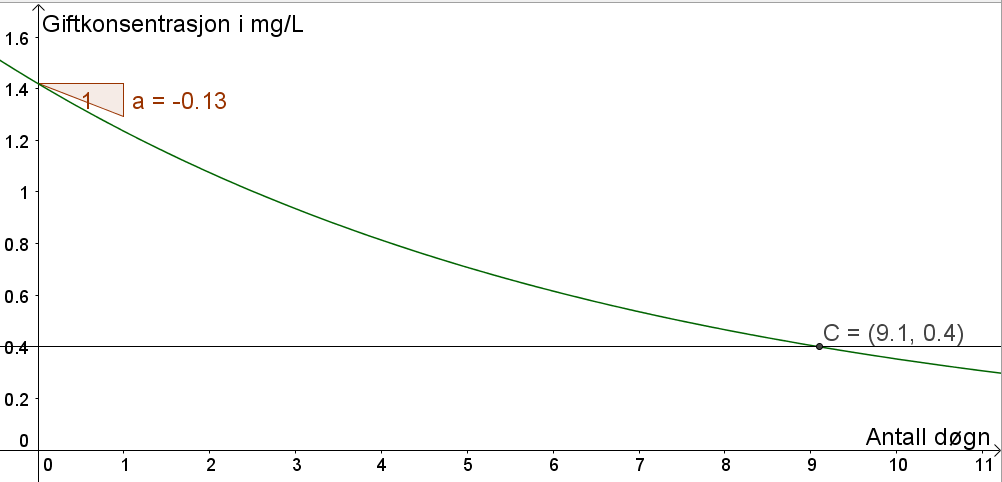 Giftkonsentrasjon i mg/L
1.6
1.4
1
a = -0.13
1.2
1
0.8
0.6
C = (9.1, 0.4)
0.4
0.2
0
Antall døgn
0 1 2 3 4 5 6 7 8 9 10 11